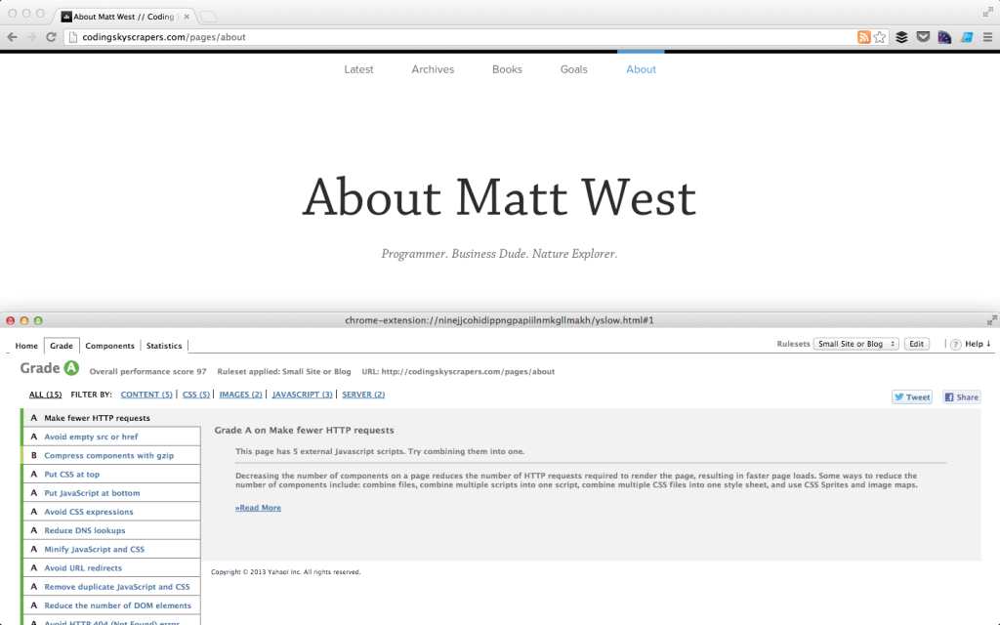 About Matt West // Coding S
codingskyscrapers.com/pages/about
Latest Archives Books Goals About
About Matt West
Programmer. Business Dude. Nature Explorer.
chrome-extension://ninejjcohidippngpapiilnmkgllmakh/yslow.html#1
Home Grade Components Statistics Rulesets Small Site or Blog Edit ? Help ↓
Grade A Overall performance score 97 Ruleset applied: Small Site or Blog URL: http://codingskyscrapers.com/pages/about
ALL (15) FILTER BY: CONTENT (5) | CSS (5) | IMAGES (2) | JAVASCRIPT (3) | SERVER (2) Tweet Share
A Make fewer HTTP requests
A Avoid empty src or href
B Compress components with gzip
A Put CSS at top
A Put JavaScript at bottom
A Avoid CSS expressions
A Reduce DNS lookups
A Minify JavaScript and CSS
A Avoid URL redirects
A Remove duplicate JavaScript and CSS
A Reduce the number of DOM elements
A Avoid HTTP 404 (Not Found) error
Grade A on Make fewer HTTP requests
This page has 5 external Javascript scripts. Try combining them into one.
Decreasing the number of components on a page reduces the number of HTTP requests required to render the page, resulting in faster page loads. Some ways to reduce the
number of components include: combine files, combine multiple scripts into one script, combine multiple CSS files into one style sheet, and use CSS Sprites and image maps.
»Read More
Copyright © 2013 Yahoo! Inc. All rights reserved.